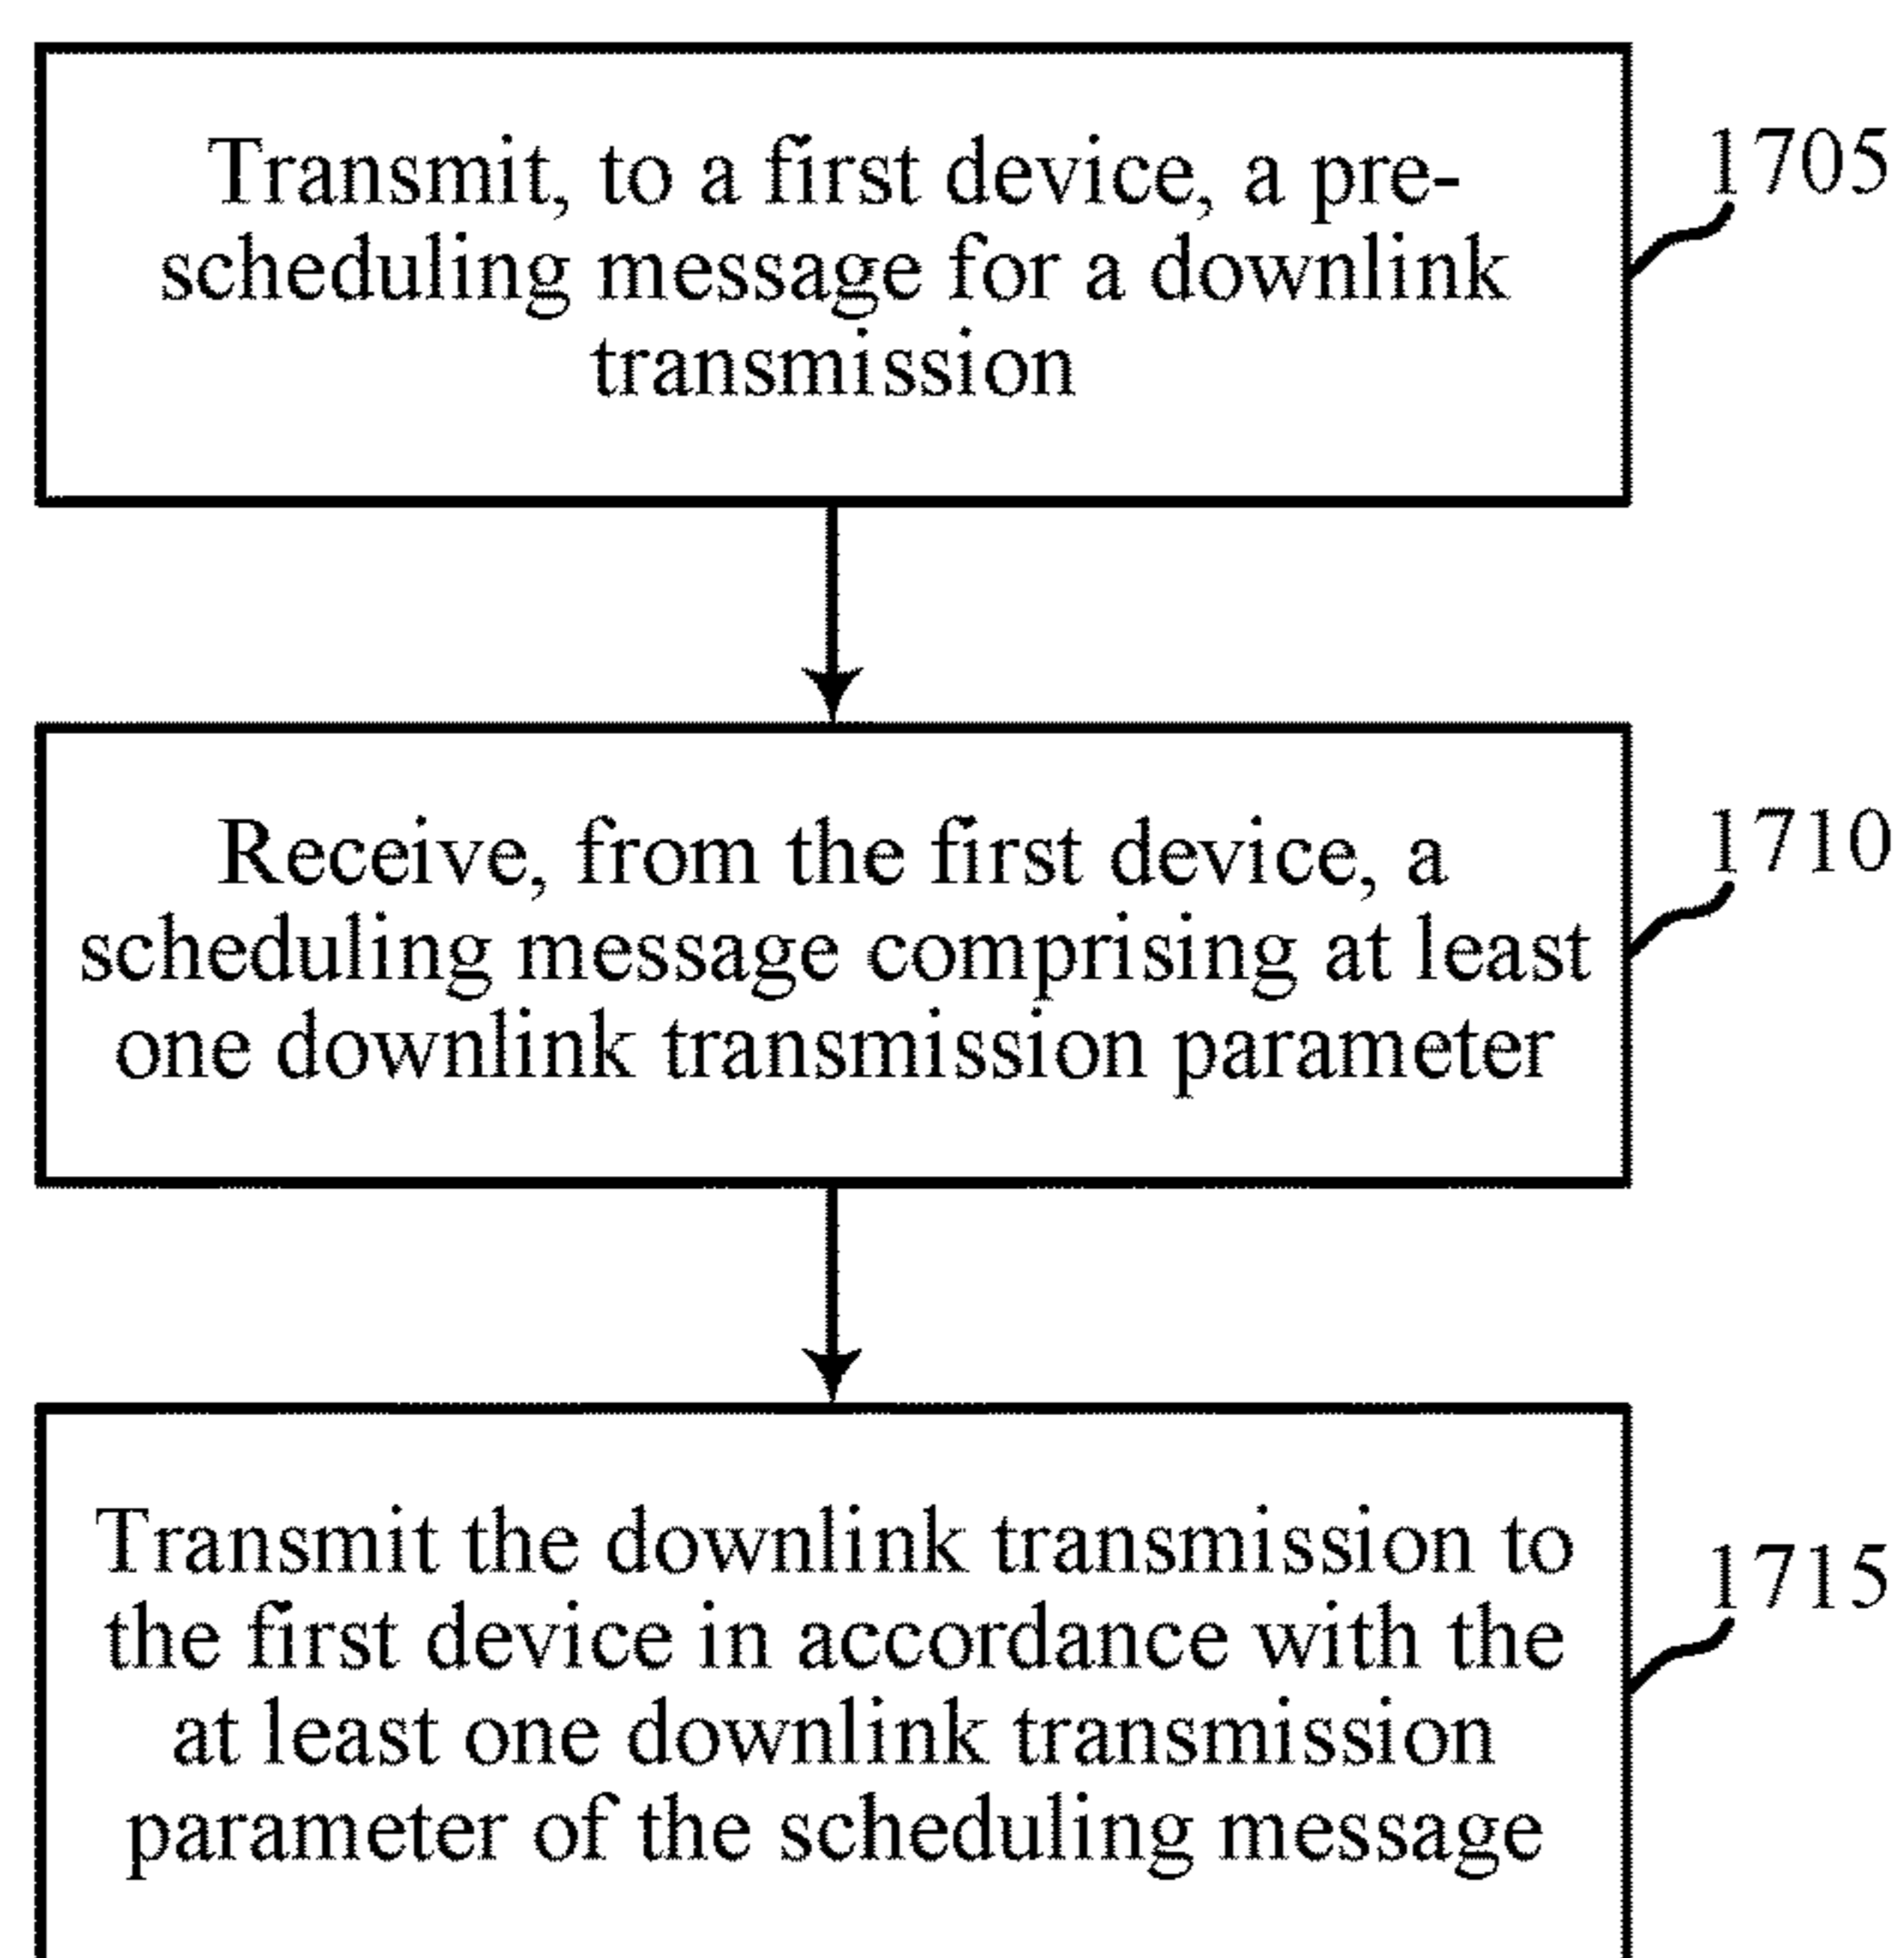 Transmit, to a first device, a pre-
scheduling message for a downlink
transmission
1705
Receive, from the first device, a
scheduling message comprising at least
one downlink transmission parameter
1710
Transmit the downlink transmission to
the first device in accordance with the
at least one downlink transmission
parameter of the scheduling message
1715